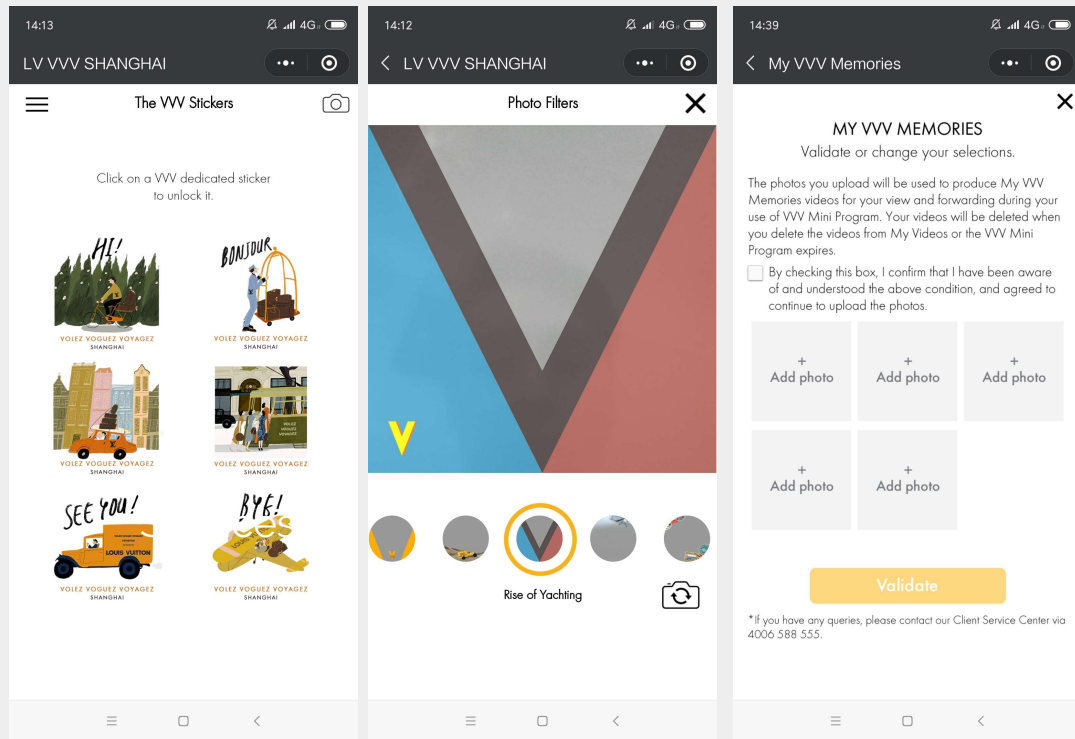 14:13
4G
LV VVV SHANGHAI
The VVV Stickers
Click on a VVV dedicated sticker
to unlock it.
HI!
VOLEZ VOGUEZ VOYAGEZ
SHANGHAI
BONJOUR
VOLEZ VOGUEZ VOYAGEZ
SHANGHAI
VOLEZ VOGUEZ VOYAGEZ
SHANGHAI
VOLEZ
VOGUEZ
VOYAGEZ
VOLEZ VOGUEZ VOYAGEZ
SHANGHAI
SEE YOU!
LOUIS VUITTON
VOLEZ VOGUEZ VOYAGEZ
SHANGHAI
BYE!
VOLEZ VOGUEZ VOYAGEZ
SHANGHAI
14:12
4G
LV VVV SHANGHAI
Photo Filters
V
Rise of Yachting
14:39
4G
My VVV Memories
MY VVV MEMORIES
Validate or change your selections.
The photos you upload will be used to produce My VVV
Memories videos for your view and forwarding during your
use of VVV Mini Program. Your videos will be deleted when
you delete the videos from My Videos or the VVV Mini
Program expires.
By checking this box, I confirm that I have been aware
of and understood the above condition, and agreed to
continue to upload the photos.
+
Add photo
+
Add photo
+
Add photo
+
Add photo
+
Add photo
Validate
*If you have any queries, please contact our Client Service Center via
4006 588 555.